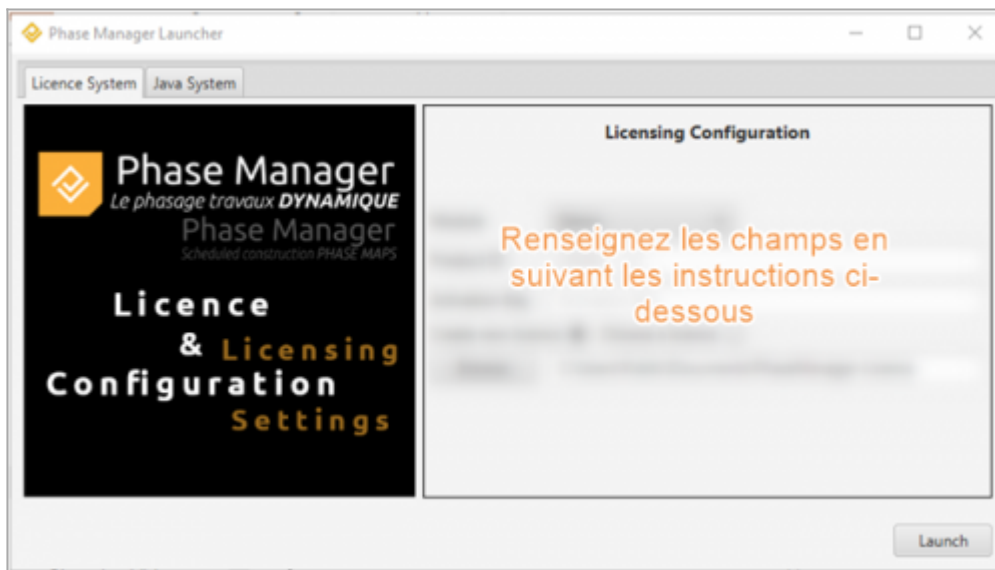 Phase Manager Launcher
Licence System
Java System
Phase Manager
Le phasage travaux DYNAMIQUE
Phase Manager
Scheduled construction PHASE MAPS
Licence
& Licensing
Configuration
Settings
Licensing Configuration
Renseignez les champs en
suivant les instructions ci-
dessous
Launch